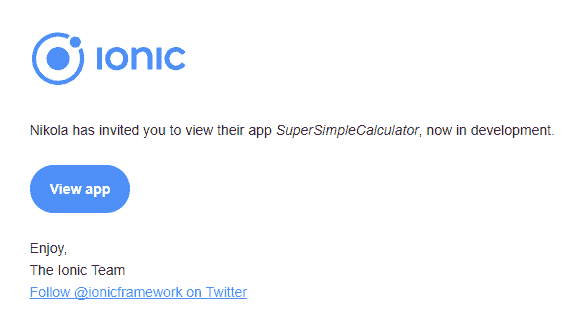 ionic
Nikola has invited you to view their app SuperSimpleCalculator, now in development.
View app
Enjoy,
The Ionic Team
Follow @ionicframework on Twitter